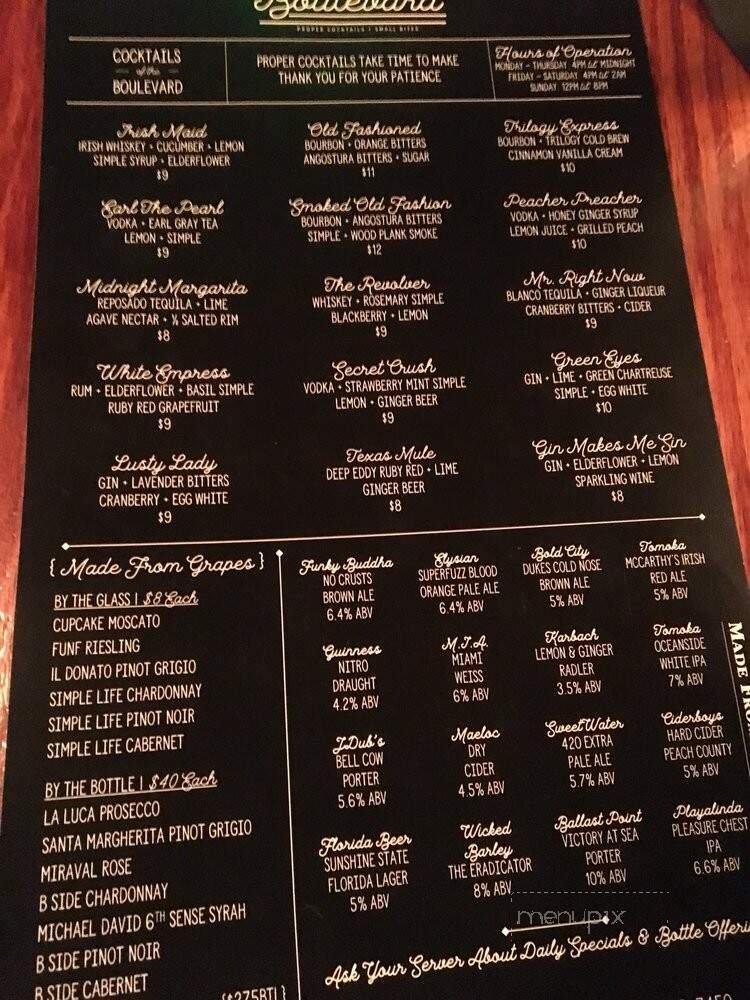 Boulevard
PROPER COCKTAILS | SMALL BITES
COCKTAILS
of the
BOULEVARD
PROPER COCKTAILS TAKE TIME TO MAKE
THANK YOU FOR YOUR PATIENCE
Hours of Operation
MONDAY - THURSDAY 4PM til MIDNIGHT
FRIDAY - SATURDAY 4PM til 2AM
SUNDAY 12PM til 8PM
Irish Maid
IRISH WHISKEY + CUCUMBER + LEMON
SIMPLE SYRUP + ELDERFLOWER
$9
Old Fashioned
BOURBON + ORANGE BITTERS
ANGOSTURA BITTERS + SUGAR
$11
Trilogy Express
BOURBON + TRILOGY COLD BREW
CINNAMON VANILLA CREAM
$10
Earl The Pearl
VODKA + EARL GRAY TEA
LEMON + SIMPLE
$9
Smoked Old Fashion
BOURBON + ANGOSTURA BITTERS
SIMPLE + WOOD PLANK SMOKE
$12
Peacher Preacher
VODKA + HONEY GINGER SYRUP
LEMON JUICE + GRILLED PEACH
$10
Midnight Margarita
REPOSADO TEQUILA + LIME
AGAVE NECTAR + ½ SALTED RIM
$8
The Revolver
WHISKEY + ROSEMARY SIMPLE
BLACKBERRY + LEMON
$9
Mr. Right Now
BLANCO TEQUILA + GINGER LIQUEUR
CRANBERRY BITTERS + CIDER
$9
White Empress
RUM + ELDERFLOWER + BASIL SIMPLE
RUBY RED GRAPEFRUIT
$9
Secret Crush
VODKA + STRAWBERRY MINT SIMPLE
LEMON + GINGER BEER
$9
Green Eyes
GIN + LIME + GREEN CHARTREUSE
SIMPLE + EGG WHITE
$10
Lusty Lady
GIN + LAVENDER BITTERS
CRANBERRY + EGG WHITE
$9
Texas Mule
DEEP EDDY RUBY RED + LIME
GINGER BEER
$8
Gin Makes Me Sin
GIN + ELDERFLOWER + LEMON
SPARKLING WINE
$8
{ Made From Grapes }
BY THE GLASS | $8 Each
CUPCAKE MOSCATO
FUNF RIESLING
IL DONATO PINOT GRIGIO
SIMPLE LIFE CHARDONNAY
SIMPLE LIFE PINOT NOIR
SIMPLE LIFE CABERNET
BY THE BOTTLE | $40 Each
LA LUCA PROSECCO
SANTA MARGHERITA PINOT GRIGIO
MIRAVAL ROSE
B SIDE CHARDONNAY
MICHAEL DAVID 6TH SENSE SYRAH
B SIDE PINOT NOIR
B SIDE CABERNET
Funky Buddha
NO CRUSTS
BROWN ALE
6.4% ABV
Elysian
SUPERFUZZ BLOOD
ORANGE PALE ALE
6.4% ABV
Bold City
DUKES COLD NOSE
BROWN ALE
5% ABV
Tomoka
MCCARTHY'S IRISH
RED ALE
5% ABV
Guinness
NITRO
DRAUGHT
4.2% ABV
M.I.A.
MIAMI
WEISS
6% ABV
Karbach
LEMON & GINGER
RADLER
3.5% ABV
Tomoka
OCEANSIDE
WHITE IPA
7% ABV
JDub's
BELL COW
PORTER
5.6% ABV
Maeloc
DRY
CIDER
4.5% ABV
SweetWater
420 EXTRA
PALE ALE
5.7% ABV
Ciderboys
HARD CIDER
PEACH COUNTY
5% ABV
Florida Beer
SUNSHINE STATE
FLORIDA LAGER
5% ABV
Wicked
Barley
THE ERADICATOR
8% ABV
Ballast Point
VICTORY AT SEA
PORTER
10% ABV
Playalinda
PLEASURE CHEST
IPA
6.6% ABV
MADE
menupix
Ask Your Server About Daily Specials & Bottle